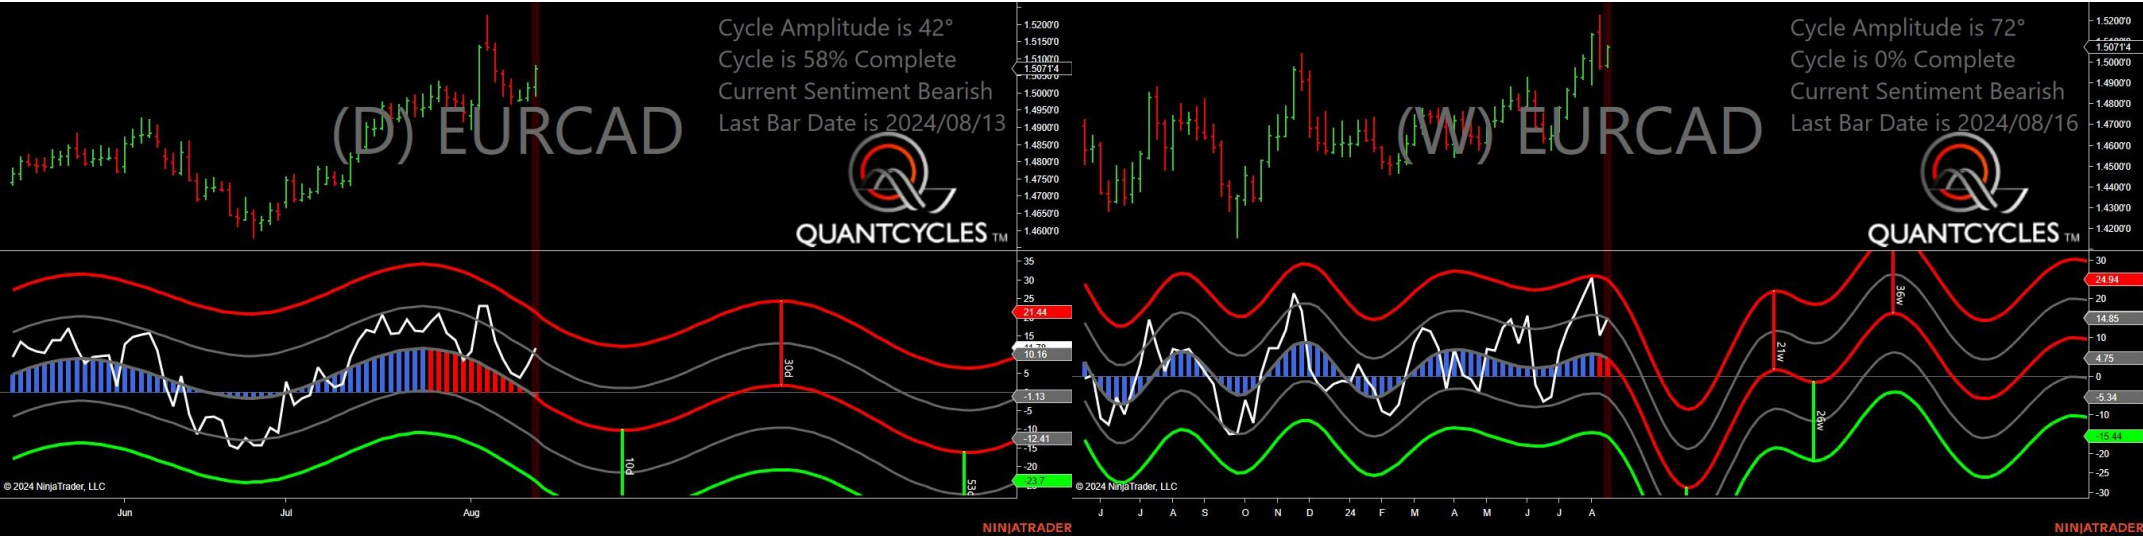 Cycle Amplitude is 42°
Cycle is 58% Complete
Current Sentiment Bearish
Last Bar Date is 2024/08/13
(D) EURCAD
QUANTCYCLES TM
1.5200'0
1.5150'0
1.5100'0
1.5071'4
1.5000'0
1.4950'0
1.4900'0
1.4850'0
1.4800'0
1.4750'0
1.4700'0
1.4650'0
1.4600'0
35
30
25
21.44
15
10.16
5
-1.13
-5
-10
-12.41
-15
-20
-23.7
30d
10d
© 2024 NinjaTrader, LLC
Jun
Jul
Aug
NINJATRADER
Cycle Amplitude is 72°
Cycle is 0% Complete
Current Sentiment Bearish
Last Bar Date is 2024/08/16
(W) EURCAD
QUANTCYCLES TM
1.5200'0
1.5071'4
1.5000'0
1.4900'0
1.4800'0
1.4700'0
1.4600'0
1.4500'0
1.4400'0
1.4300'0
1.4200'0
30
24.94
20
14.85
10
4.75
0
-5.34
-10
-15.44
-20
-25
-30
21w
26w
36w
© 2024 NinjaTrader, LLC
J
J
A
S
O
N
D
24
F
M
A
M
J
J
A
NINJATRADER